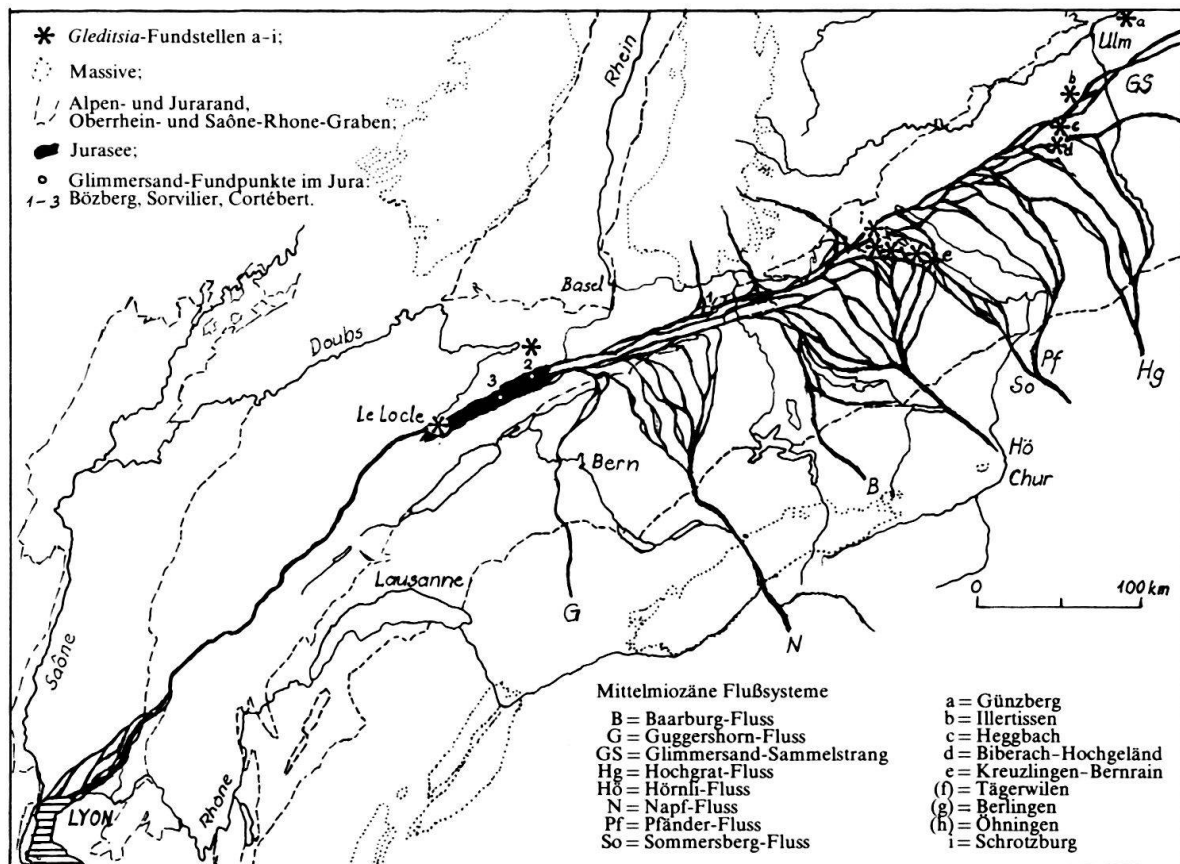 Gleditsia-Fundstellen a–i;
Massive;
Alpen- und Jurarand,
Oberrhein- und Saône-Rhone-Graben;
Jurasee;
Glimmersand-Fundpunkte im Jura:
1–3 Bözberg, Sorvilier, Cortébert.
Rhein
Ulm
a
b
GS
c
d
i
e
Basel
1
Doubs
2
3
Le Locle
Pf
So
Hg
Hö
Bern
Chur
B
Lausanne
0 100 km
G
N
Saône
Rhone
LYON
Mittelmiozäne Flußsysteme
B = Baarburg-Fluss
G = Guggershorn-Fluss
GS = Glimmersand-Sammelstrang
Hg = Hochgrat-Fluss
Hö = Hörnli-Fluss
N = Napf-Fluss
Pf = Pfänder-Fluss
So = Sommersberg-Fluss
a = Günzberg
b = Illertissen
c = Heggbach
d = Biberach-Hochgeländ
e = Kreuzlingen-Bernrain
(f) = Tägerwilen
(g) = Berlingen
(h) = Öhningen
i = Schrotzburg